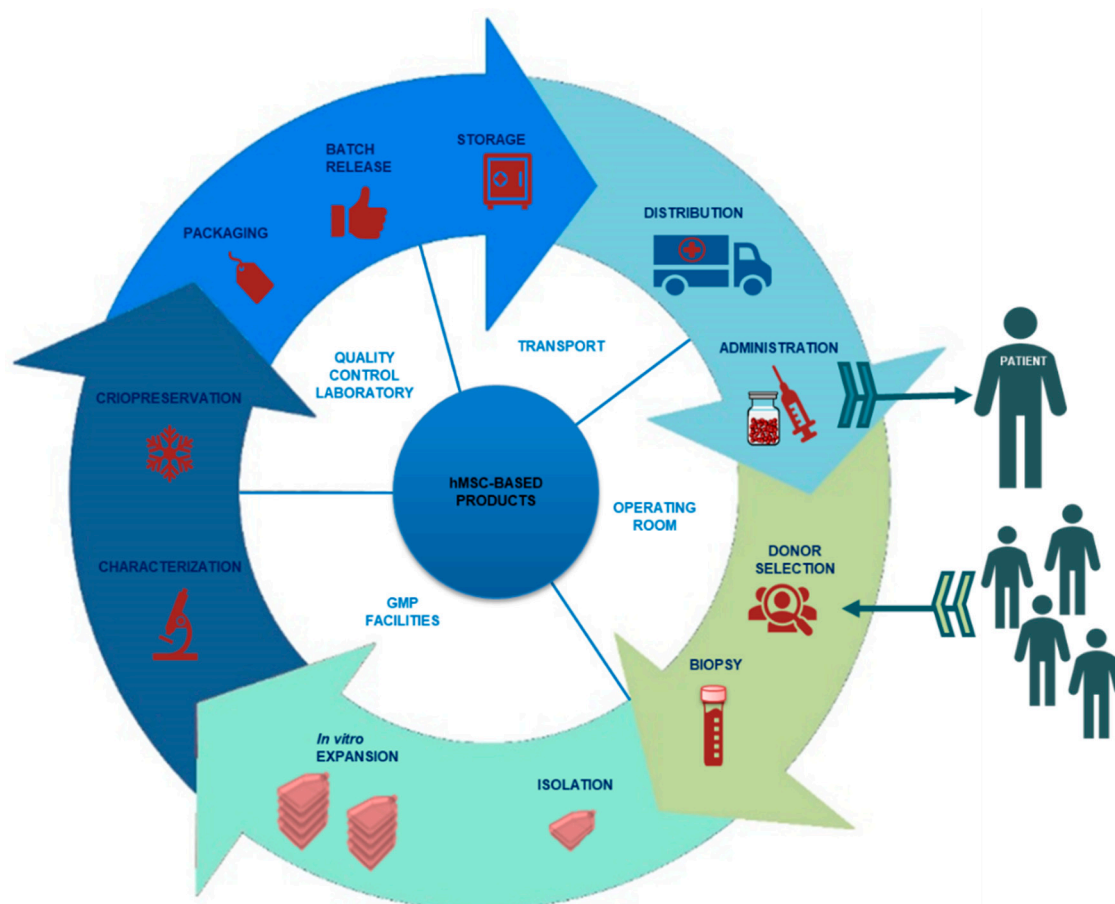 BATCH
RELEASE
STORAGE
PACKAGING
DISTRIBUTION
ADMINISTRATION
PATIENT
QUALITY
CONTROL
LABORATORY
TRANSPORT
CRIOPRESERVATION
hMSC-BASED
PRODUCTS
OPERATING
ROOM
CHARACTERIZATION
GMP
FACILITIES
DONOR
SELECTION
BIOPSY
In vitro
EXPANSION
ISOLATION